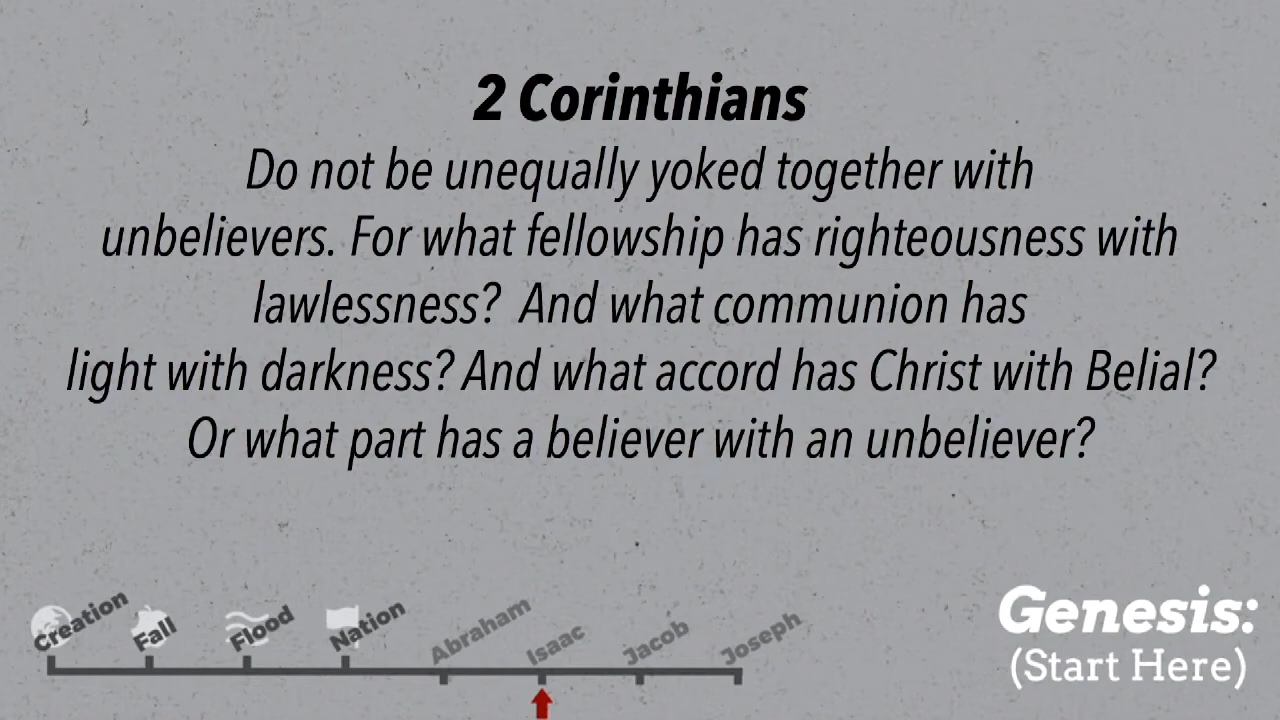 2 Corinthians
Do not be unequally yoked together with
unbelievers. For what fellowship has righteousness with
lawlessness?  And what communion has
light with darkness? And what accord has Christ with Belial?
Or what part has a believer with an unbeliever?
Creation
Fall
Flood
Nation
Abraham
Isaac
Jacob
Joseph
Genesis:
(Start Here)